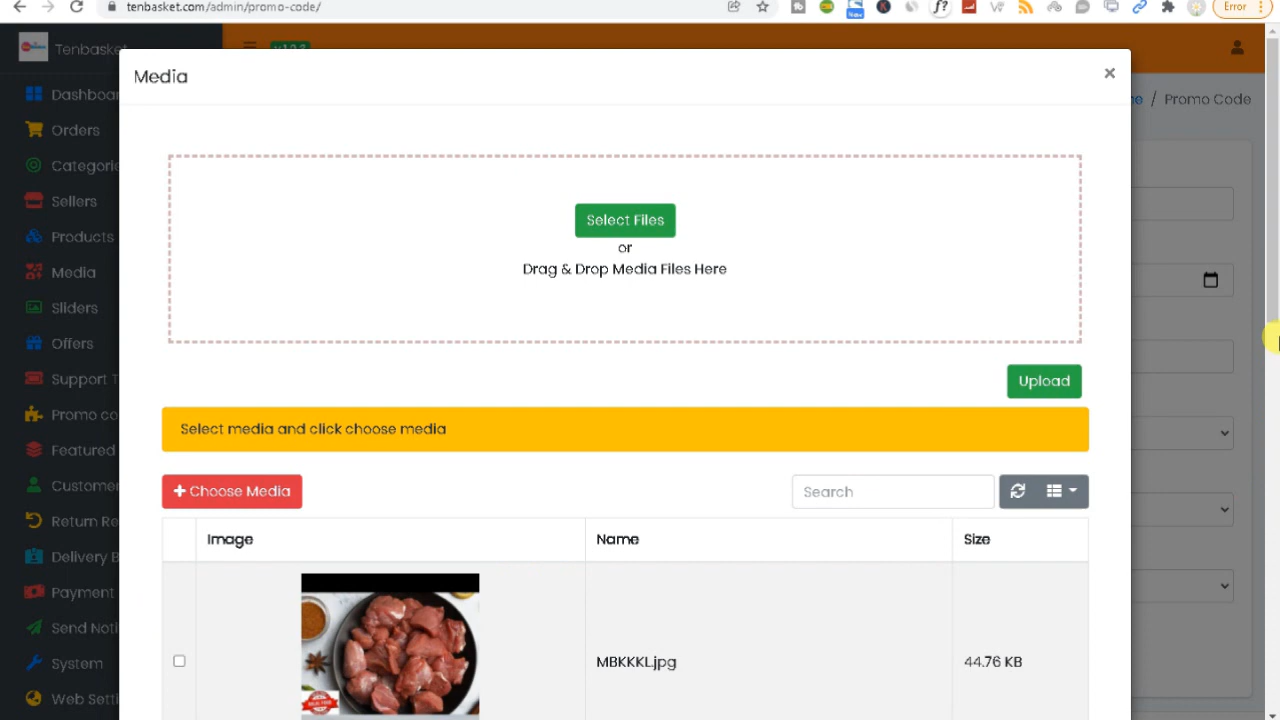 tenbasket.com/admin/promo-code/
Error
Tenbasket
Media
×
/ Promo Code
Dashboar
Orders
Categorie
Sellers
Products
Media
Sliders
Offers
Support T
Promo co
Featured
Customer
Return Re
Delivery B
Payment
Send Noti
System
Web Setti
Select Files
or
Drag & Drop Media Files Here
Upload
Select media and click choose media
+ Choose Media
Search
Image
Name
Size
MBKKKL.jpg
44.76 KB